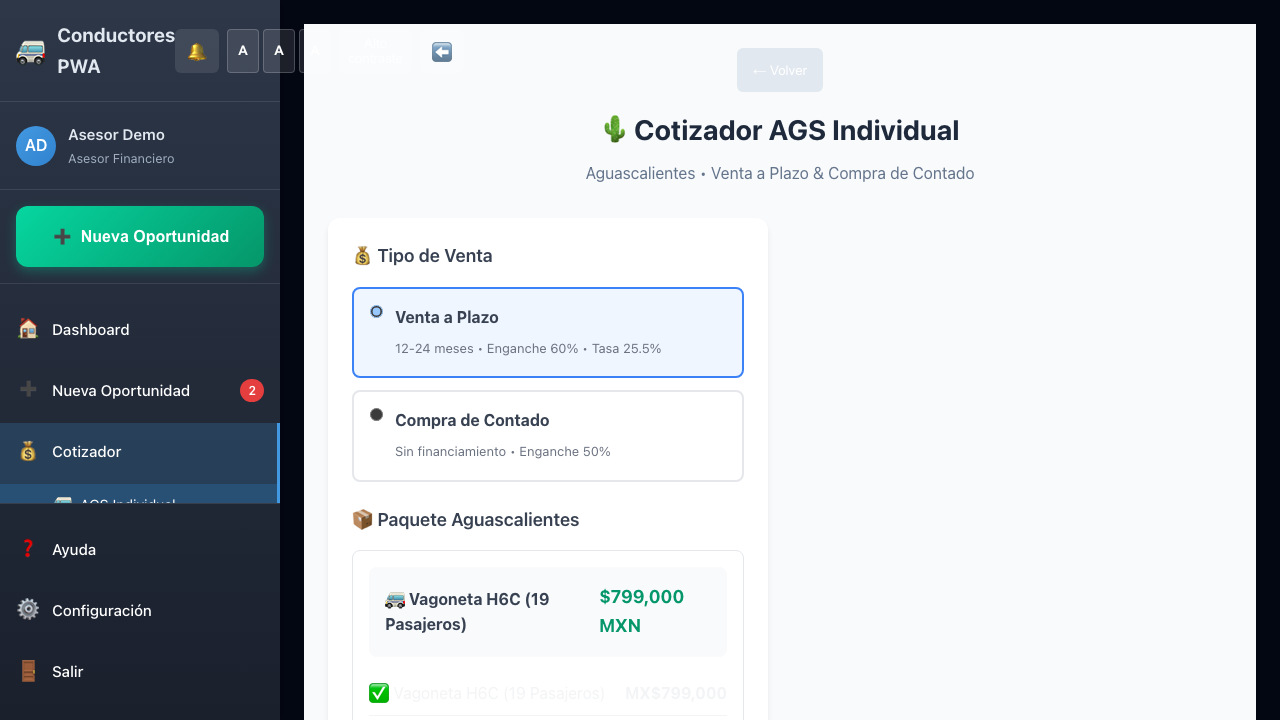 Conductores
PWA
A
A
A
AD
Asesor Demo
Asesor Financiero
Nueva Oportunidad
Dashboard
Nueva Oportunidad
2
Cotizador
AGS Individual
Ayuda
Configuración
Salir
← Volver
Cotizador AGS Individual
Aguascalientes • Venta a Plazo & Compra de Contado
Tipo de Venta
Venta a Plazo
12-24 meses • Enganche 60% • Tasa 25.5%
Compra de Contado
Sin financiamiento • Enganche 50%
Paquete Aguascalientes
Vagoneta H6C (19
Pasajeros)
$799,000
MXN
Vagoneta H6C (19 Pasajeros) MX$799,000